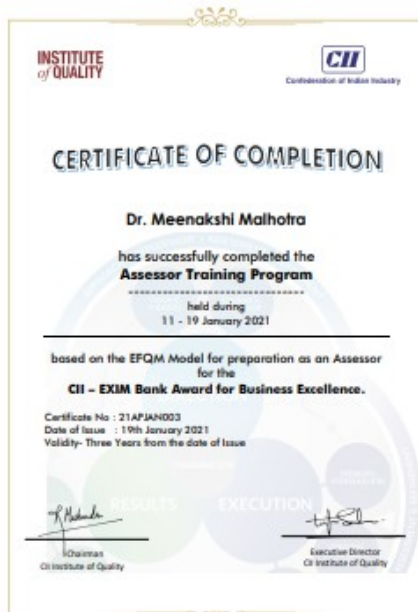 INSTITUTE
of QUALITY
CII
Confederation of Indian Industry
CERTIFICATE OF COMPLETION
Dr. Meenakshi Malhotra
has successfully completed the
Assessor Training Program
held during
11 - 19 January 2021
based on the EFQM Model for preparation as an Assessor
for the
CII – EXIM Bank Award for Business Excellence.
Certificate No : 21APJAN003
Date of Issue : 19th January 2021
Validity- Three Years from the date of Issue
RESULTS
EXECUTION
Chairman
CII Institute of Quality
Executive Director
CII Institute of Quality